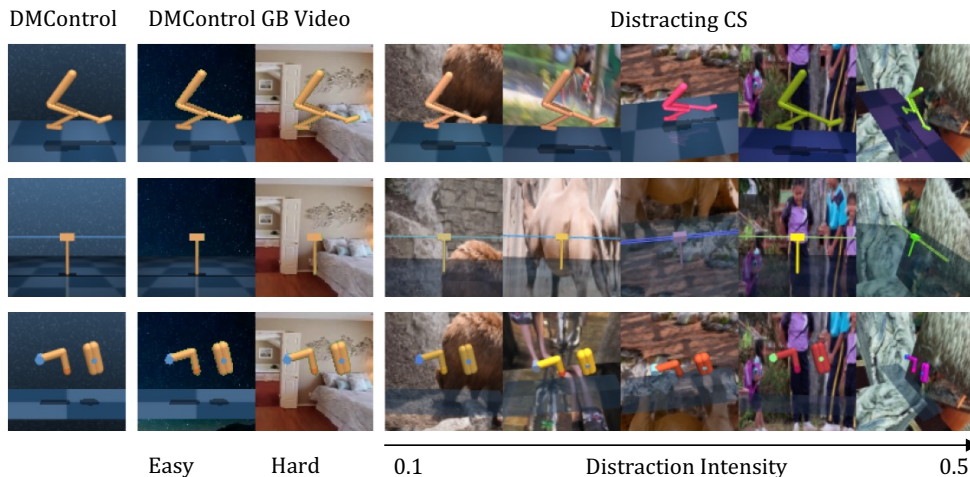 DMControl
DMControl GB Video
Distracting CS
Easy
Hard
0.1
Distraction Intensity
0.5